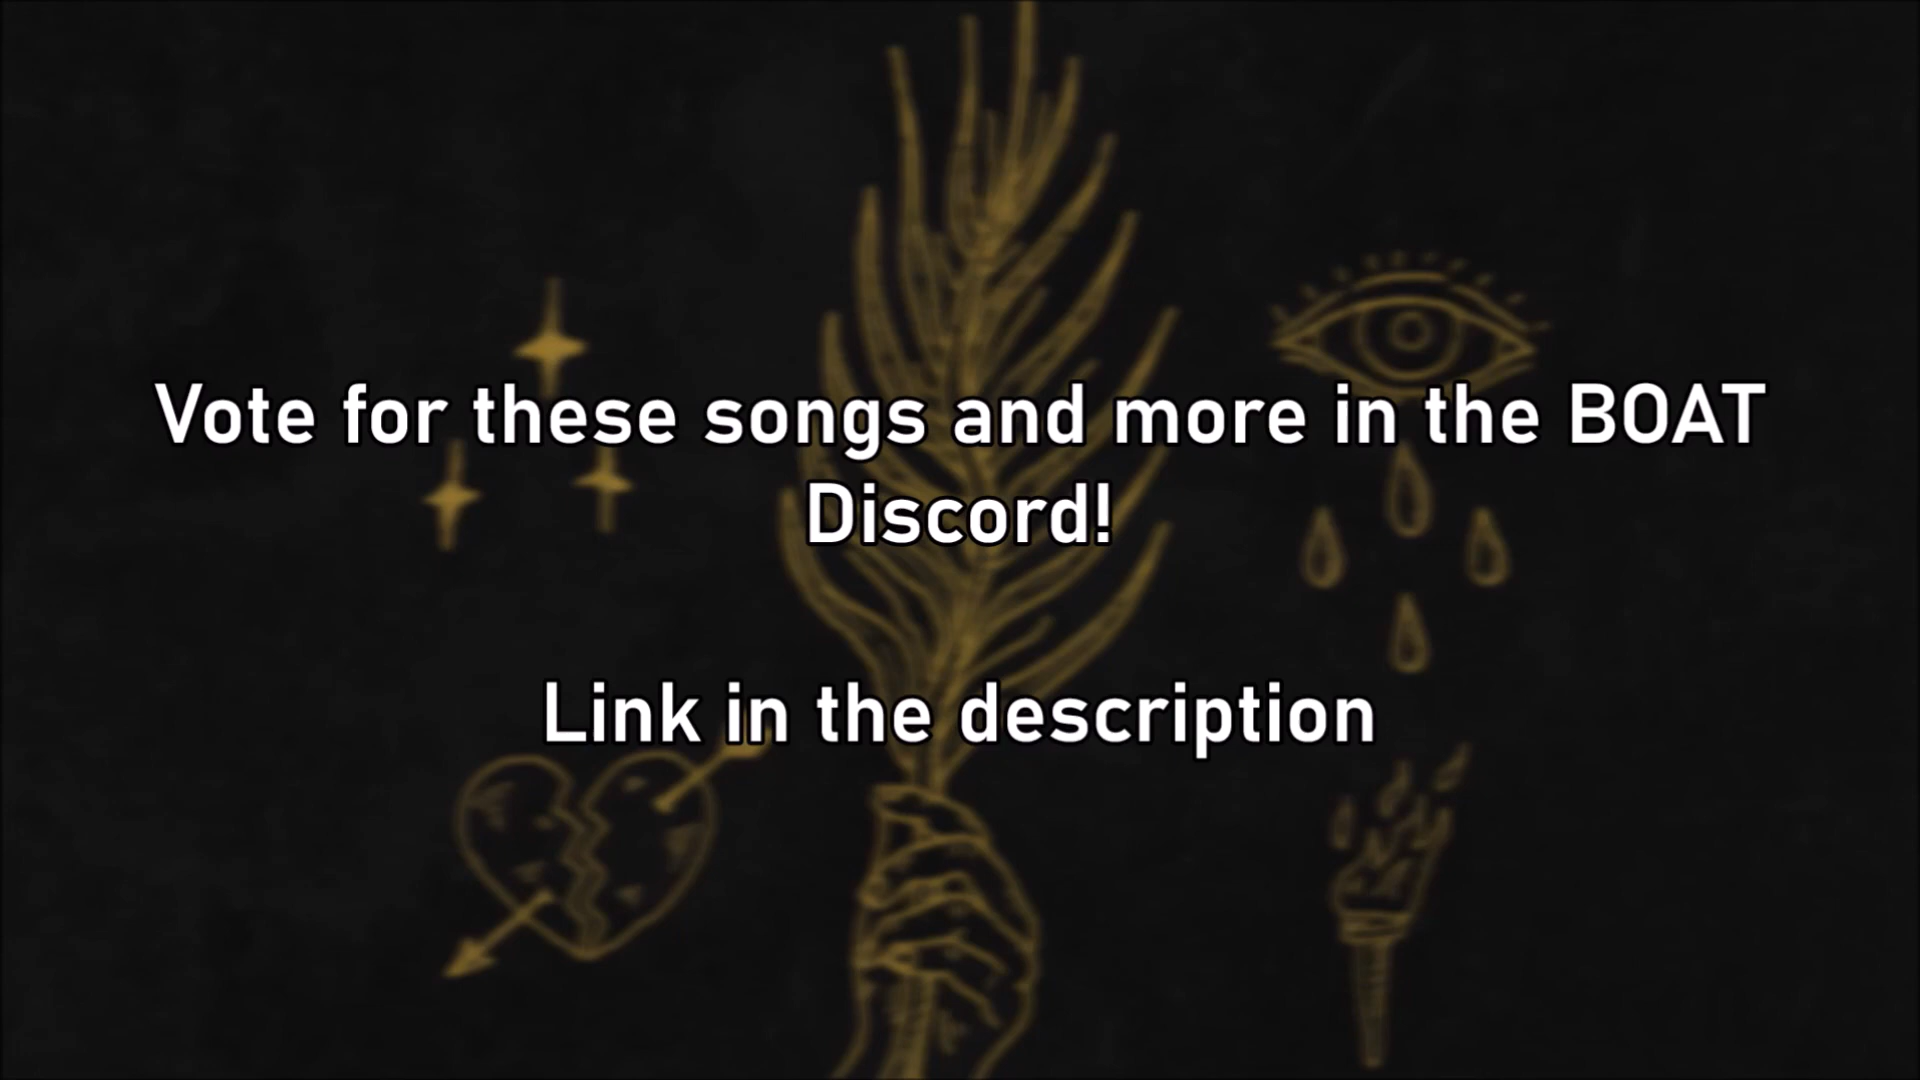 Vote for these songs and more in the BOAT
Discord!
Link in the description